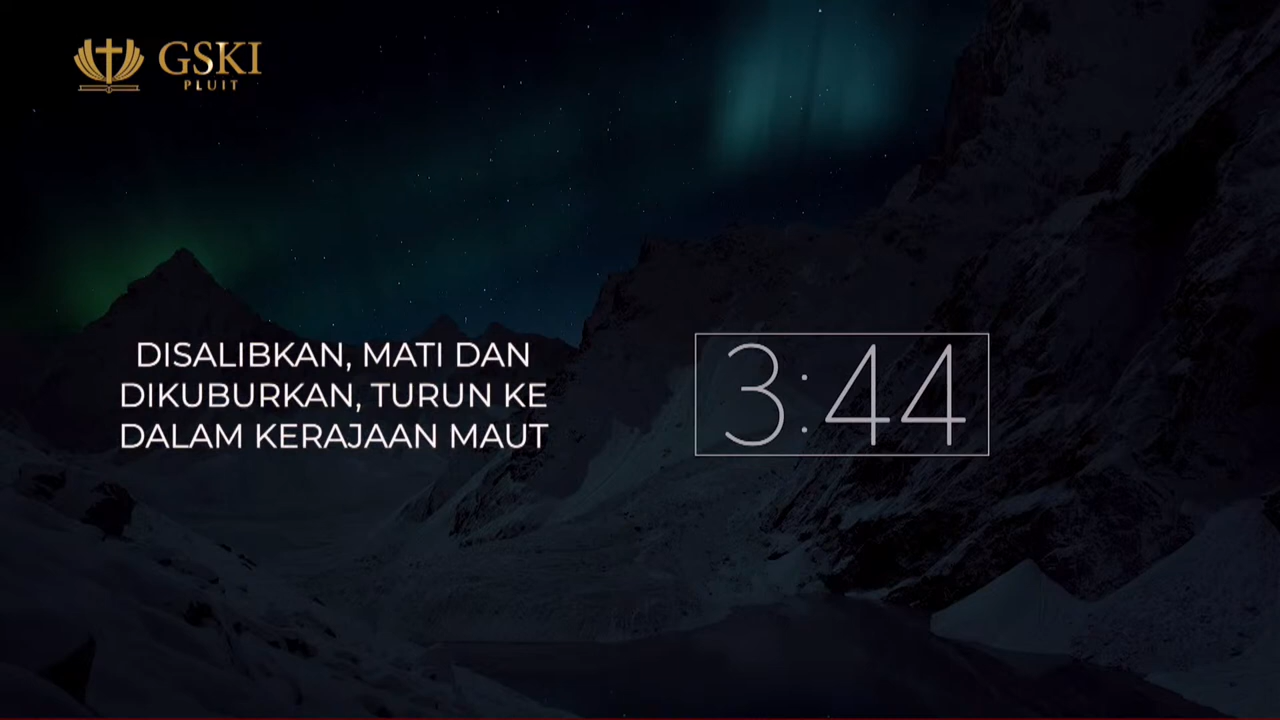 GSKI
PLUIT
DISALIBKAN, MATI DAN
DIKUBURKAN, TURUN KE
DALAM KERAJAAN MAUT
3:44